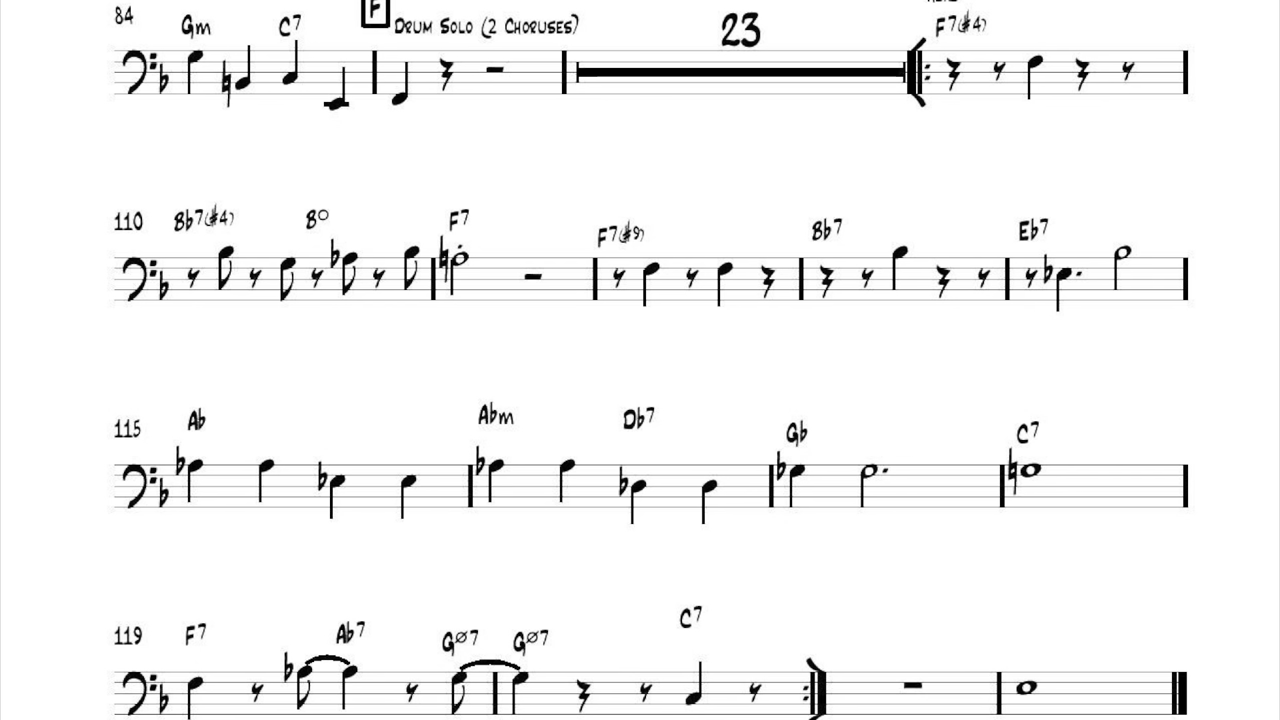 84 Gm C7 F Drum Solo (2 Choruses) 23 F7(#4)
110 Bb7(#4) B° F7 F7(#9) Bb7 Eb7
115 Ab Abm Db7 Gb C7
119 F7 Ab7 Gø7 Gø7 C7